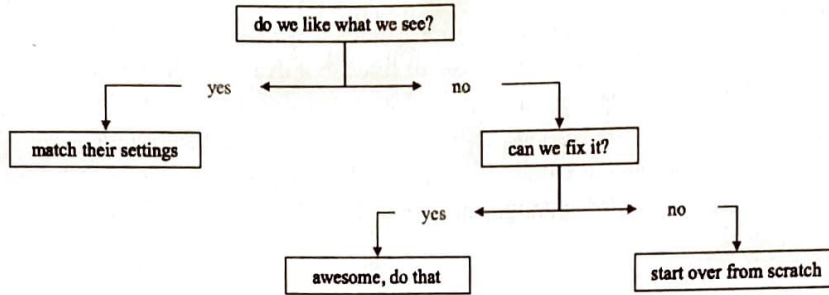 do we like what we see?
yes
no
match their settings
can we fix it?
yes
no
awesome, do that
start over from scratch